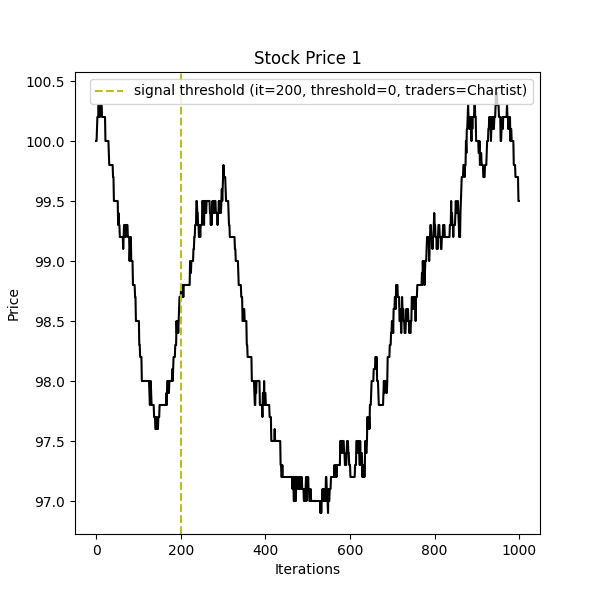 Stock Price 1
signal threshold (it=200, threshold=0, traders=Chartist)
100.5
100.0
99.5
99.0
98.5
98.0
97.5
97.0
Price
0 200 400 600 800 1000
Iterations